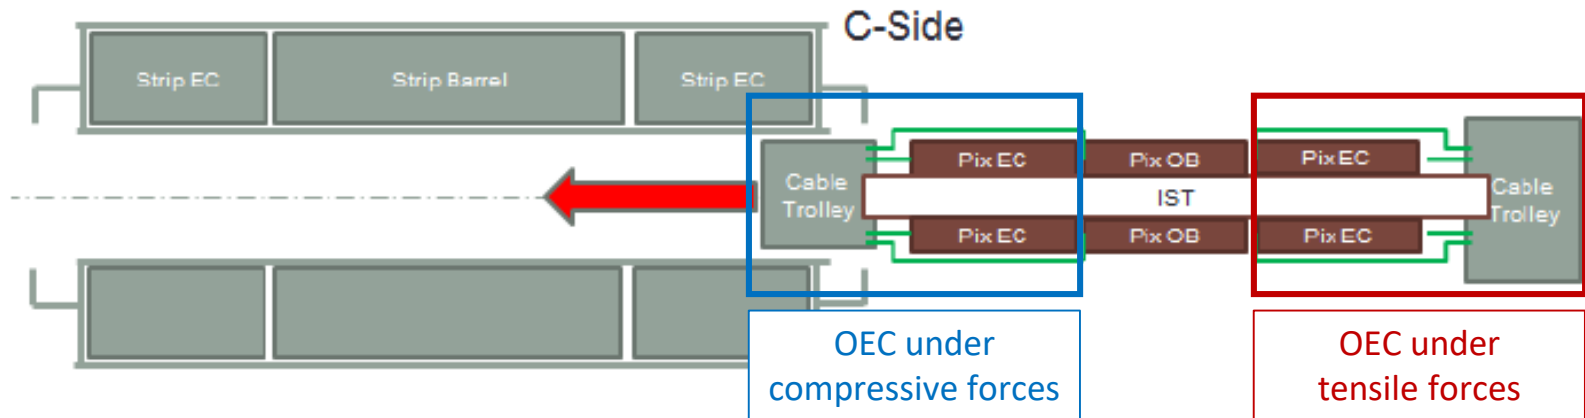 C-Side
Strip EC
Strip Barrel
Strip EC
Cable
Trolley
Pix EC
Pix OB
Pix EC
IST
Cable
Trolley
Pix EC
Pix OB
Pix EC
OEC under
compressive forces
OEC under
tensile forces